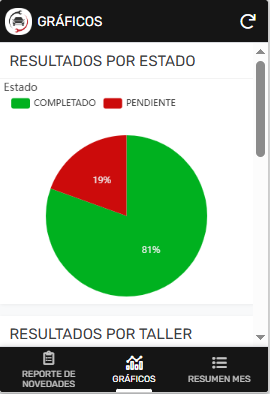 GRÁFICOS
RESULTADOS POR ESTADO
Estado
COMPLETADO PENDIENTE
19%
81%
RESULTADOS POR TALLER
REPORTE DE
NOVEDADES
GRÁFICOS
RESUMEN MES